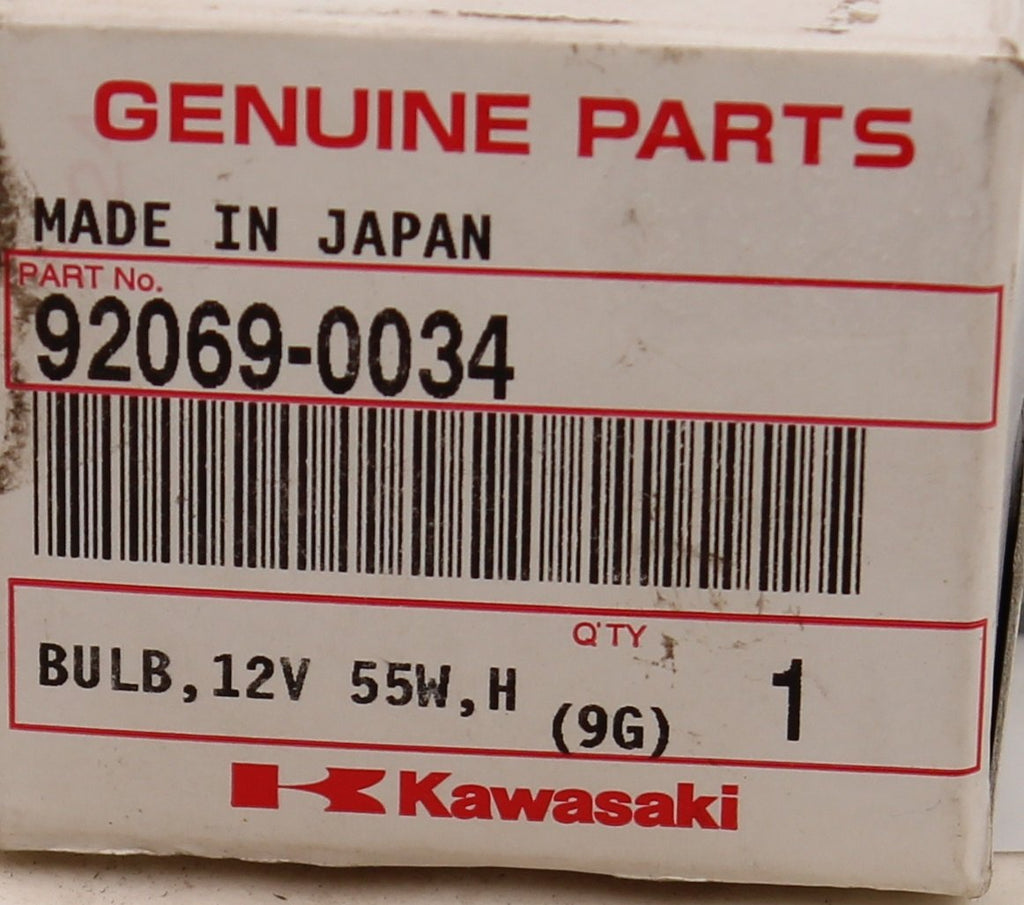 GENUINE PARTS
MADE IN JAPAN
PART No.
92069-0034
Q'TY
BULB,12V 55W,H (9G) 1
Kawasaki